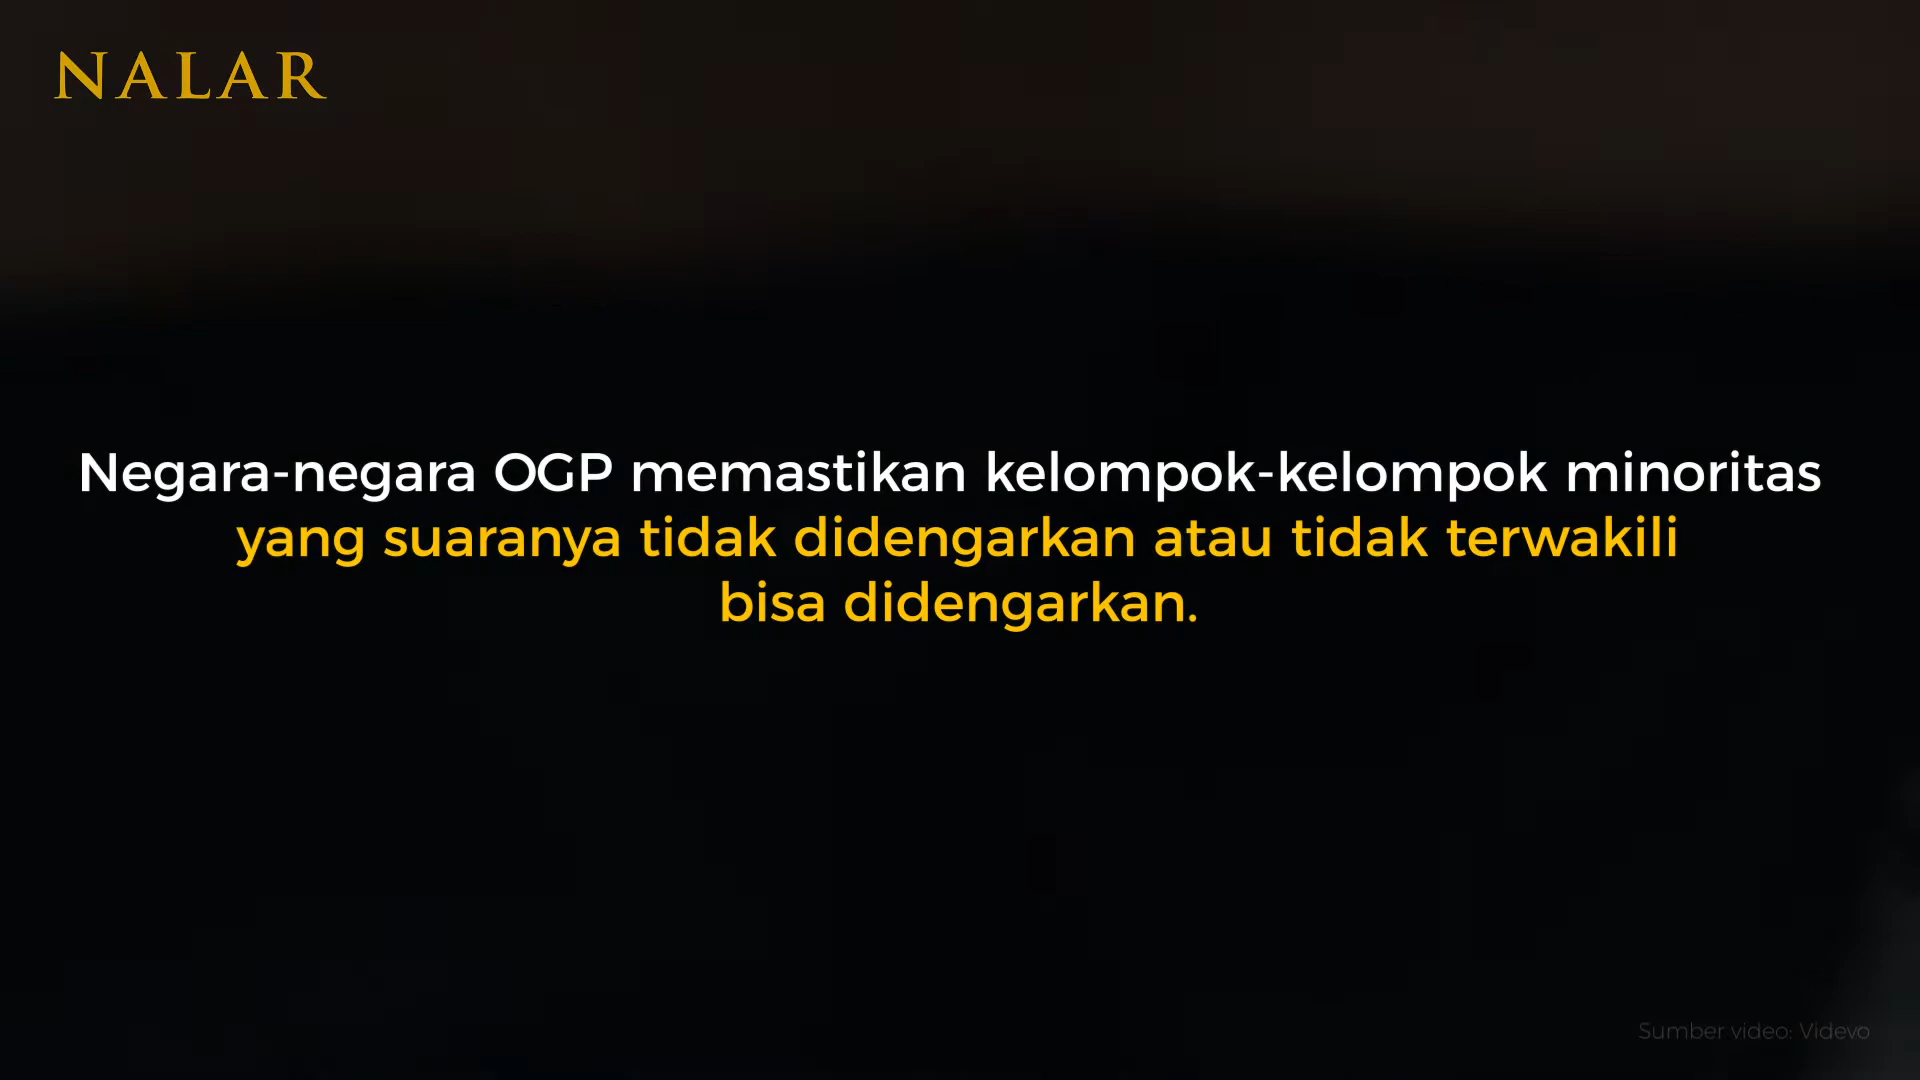 NALAR
Negara-negara OGP memastikan kelompok-kelompok minoritas
yang suaranya tidak didengarkan atau tidak terwakili
bisa didengarkan.
Sumber video: Videvo